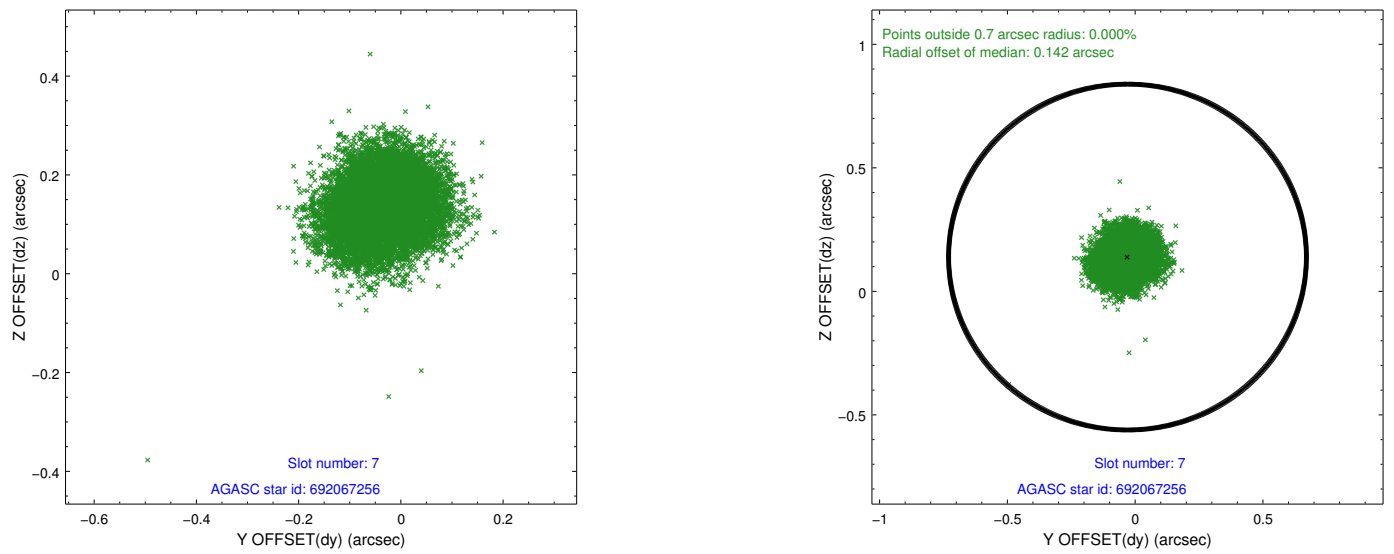 0.4
0.2
0
−0.2
−0.4
Z OFFSET(dz) (arcsec)
−0.6
−0.4
−0.2
0
0.2
Y OFFSET(dy) (arcsec)
Slot number: 7
AGASC star id: 692067256
Points outside 0.7 arcsec radius: 0.000%
Radial offset of median: 0.142 arcsec
1
0.5
0
−0.5
Z OFFSET(dz) (arcsec)
−1
−0.5
0
0.5
Y OFFSET(dy) (arcsec)
Slot number: 7
AGASC star id: 692067256